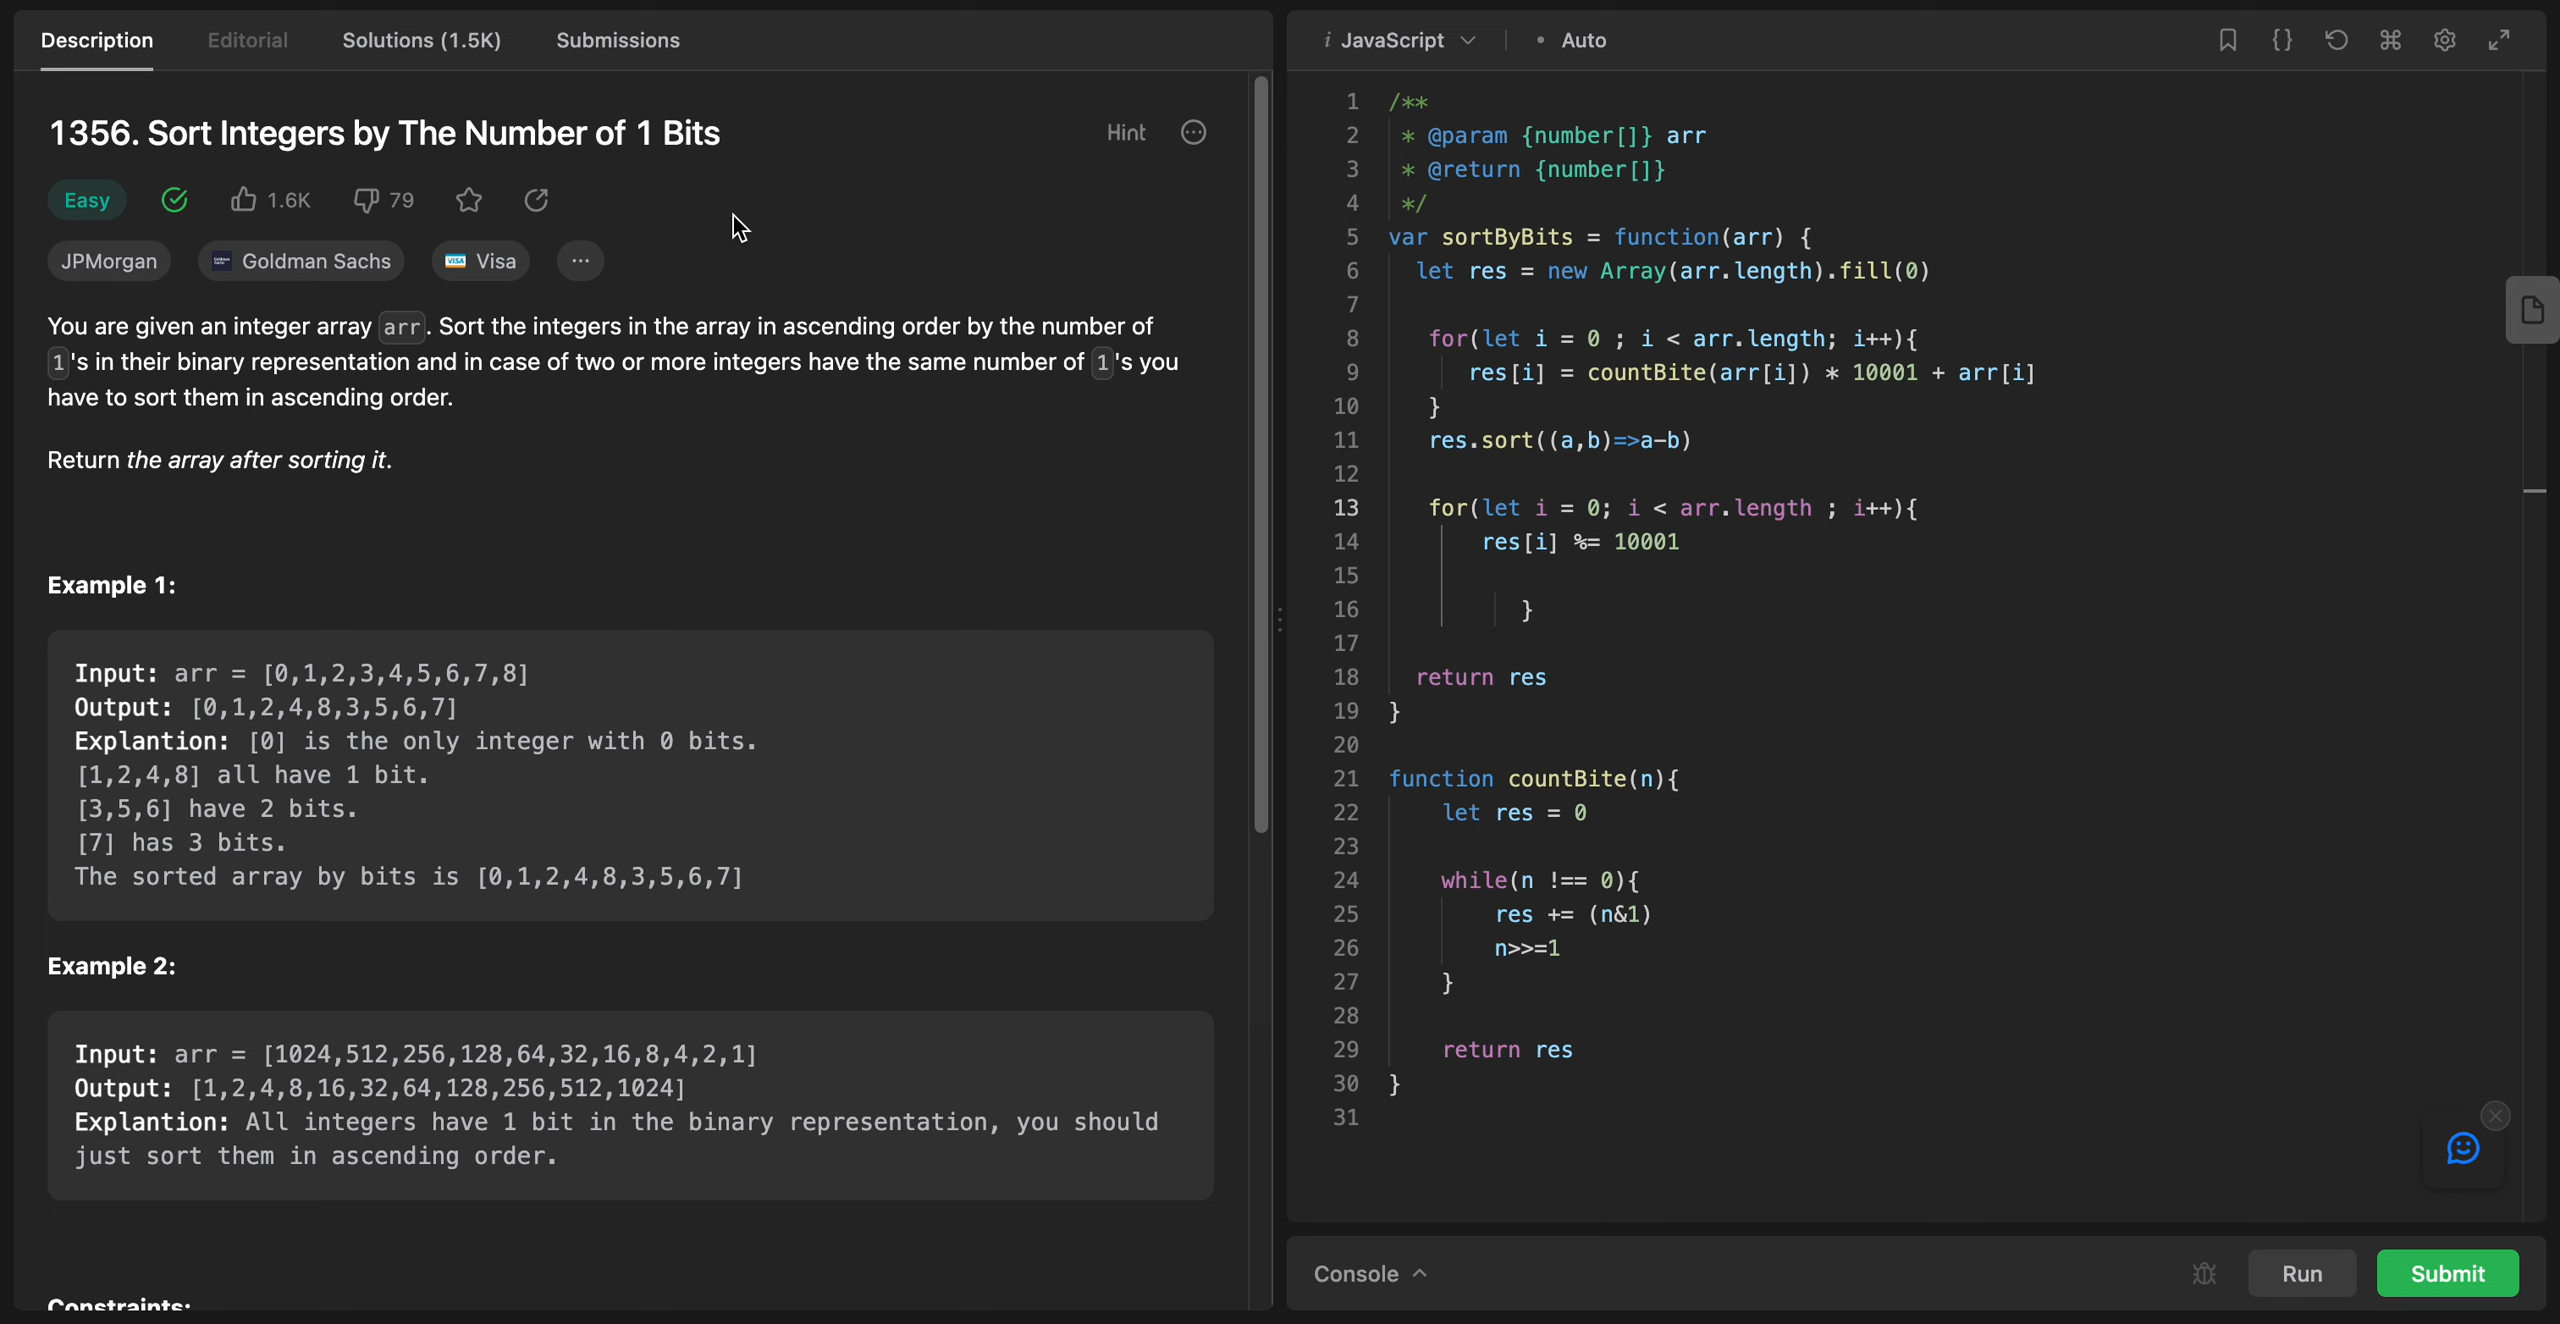 Description Editorial Solutions (1.5K) Submissions
1356. Sort Integers by The Number of 1 Bits
Hint
Easy 1.6K 79
JPMorgan Goldman Sachs VISA Visa ...
You are given an integer array arr. Sort the integers in the array in ascending order by the number of
1's in their binary representation and in case of two or more integers have the same number of 1's you
have to sort them in ascending order.
Return the array after sorting it.
Example 1:
Input: arr = [0,1,2,3,4,5,6,7,8]
Output: [0,1,2,4,8,3,5,6,7]
Explantion: [0] is the only integer with 0 bits.
[1,2,4,8] all have 1 bit.
[3,5,6] have 2 bits.
[7] has 3 bits.
The sorted array by bits is [0,1,2,4,8,3,5,6,7]
Example 2:
Input: arr = [1024,512,256,128,64,32,16,8,4,2,1]
Output: [1,2,4,8,16,32,64,128,256,512,1024]
Explantion: All integers have 1 bit in the binary representation, you should
just sort them in ascending order.
Constraints:
i JavaScript • Auto
1 /**
2 * @param {number[]} arr
3 * @return {number[]}
4 */
5 var sortByBits = function(arr) {
6 let res = new Array(arr.length).fill(0)
7
8 for(let i = 0 ; i < arr.length; i++){
9 res[i] = countBite(arr[i]) * 10001 + arr[i]
10 }
11 res.sort((a,b)=>a-b)
12
13 for(let i = 0; i < arr.length ; i++){
14 res[i] %= 10001
15
16 }
17
18 return res
19 }
20
21 function countBite(n){
22 let res = 0
23
24 while(n !== 0){
25 res += (n&1)
26 n>>=1
27 }
28
29 return res
30 }
31
Console Run Submit